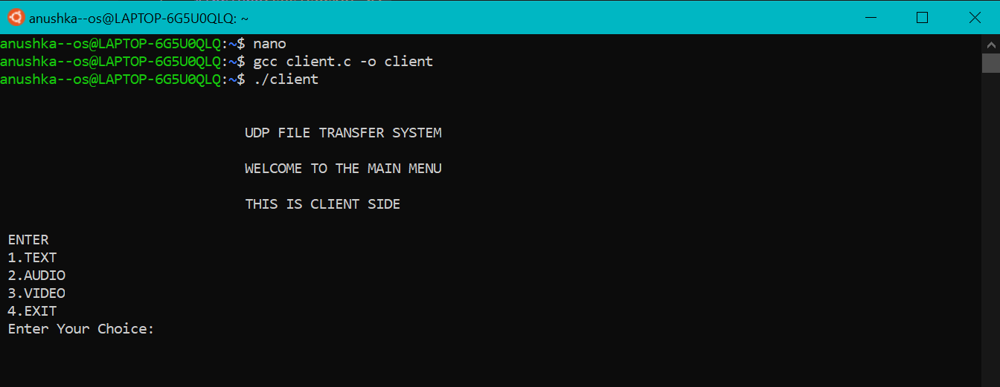 anushka--os@LAPTOP-6G5U0QLQ: ~
anushka--os@LAPTOP-6G5U0QLQ:~$ nano
anushka--os@LAPTOP-6G5U0QLQ:~$ gcc client.c -o client
anushka--os@LAPTOP-6G5U0QLQ:~$ ./client
UDP FILE TRANSFER SYSTEM
WELCOME TO THE MAIN MENU
THIS IS CLIENT SIDE
ENTER
1.TEXT
2.AUDIO
3.VIDEO
4.EXIT
Enter Your Choice: